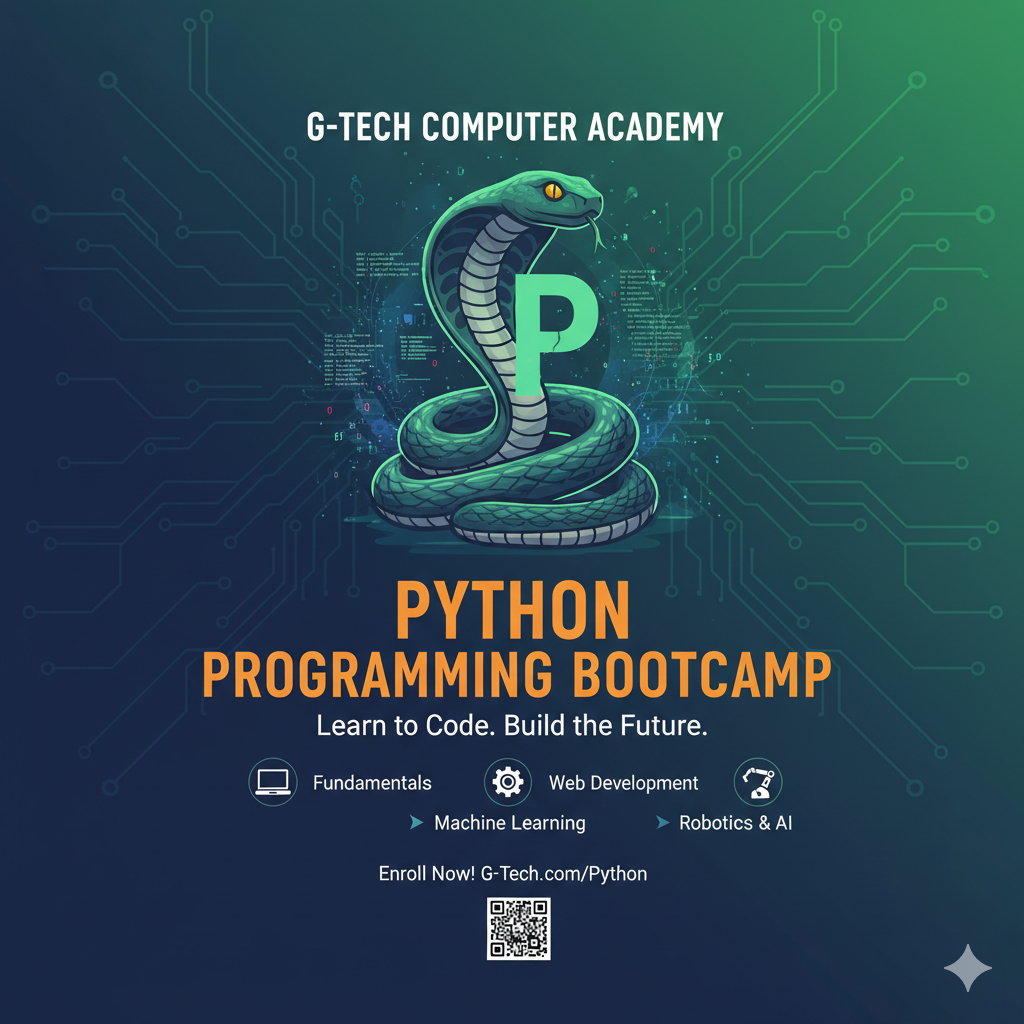 G-TECH COMPUTER ACADEMY
P
PYTHON
PROGRAMMING BOOTCAMP
Learn to Code. Build the Future.
Fundamentals Web Development
Machine Learning Robotics & AI
Enroll Now! G-Tech.com/Python